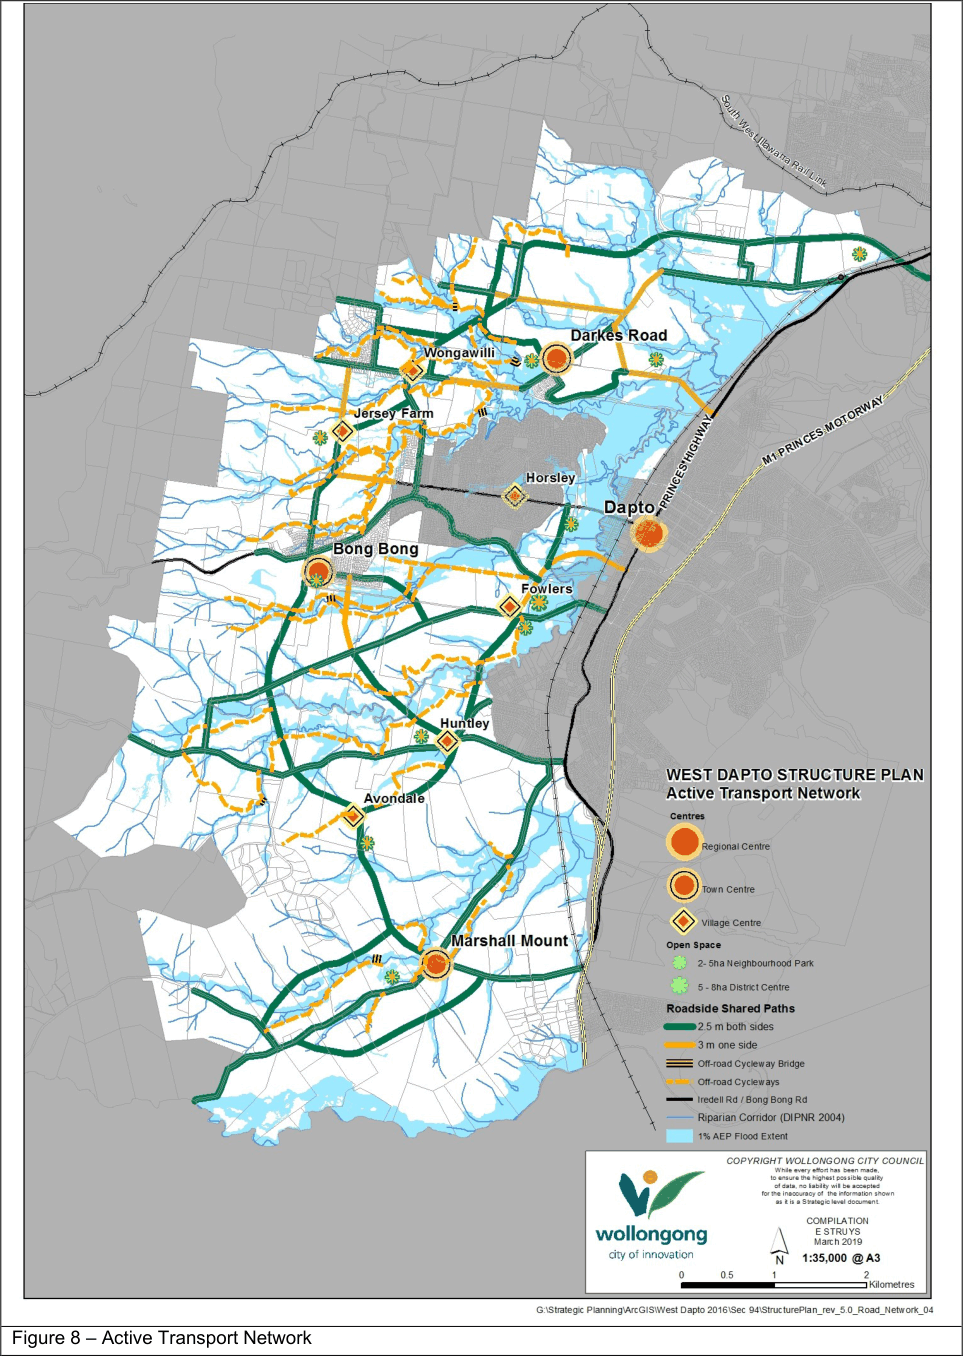 South West Illawarra Rail Link
Darkes Road
Wongawilli
Jersey Farm
PRINCES HIGHWAY
M1 PRINCES MOTORWAY
Horsley
Dapto
Bong Bong
Fowlers
Huntley
Avondale
Marshall Mount
WEST DAPTO STRUCTURE PLAN
Active Transport Network
Centres
Regional Centre
Town Centre
Village Centre
Open Space
2- 5ha Neighbourhood Park
5 - 8ha District Centre
Roadside Shared Paths
2.5 m both sides
3 m one side
Off-road Cycleway Bridge
Off-road Cycleways
Iredell Rd / Bong Bong Rd
Riparian Corridor (DIPNR 2004)
1% AEP Flood Extent
COPYRIGHT WOLLONGONG CITY COUNCIL
While every effort has been made,
to ensure the highest possible quality
of data, no liability will be accepted
for the inaccuracy of the information shown
as it is a Strategic level document.
wollongong
city of innovation
COMPILATION
E STRUYS
March 2019
N
1:35,000 @ A3
0 0.5 1 2
Kilometres
G:\Strategic Planning\ArcGIS\West Dapto 2016\Sec 94\StructurePlan_rev_5.0_Road_Network_04
Figure 8 – Active Transport Network